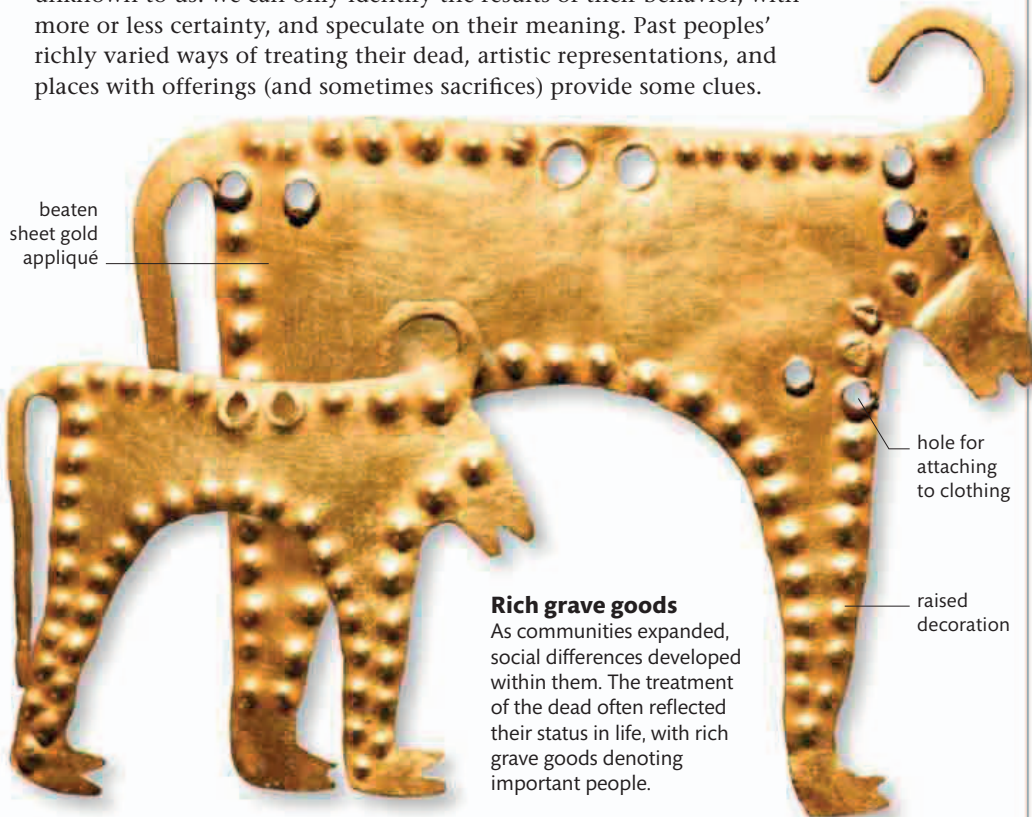 unknown to us. We can only identify the results of their behavior, with
more or less certainty, and speculate on their meaning. Past peoples'
richly varied ways of treating their dead, artistic representations, and
places with offerings (and sometimes sacrifices) provide some clues.
beaten
sheet gold
appliqué
hole for
attaching
to clothing
raised
decoration
Rich grave goods
As communities expanded,
social differences developed
within them. The treatment
of the dead often reflected
their status in life, with rich
grave goods denoting
important people.